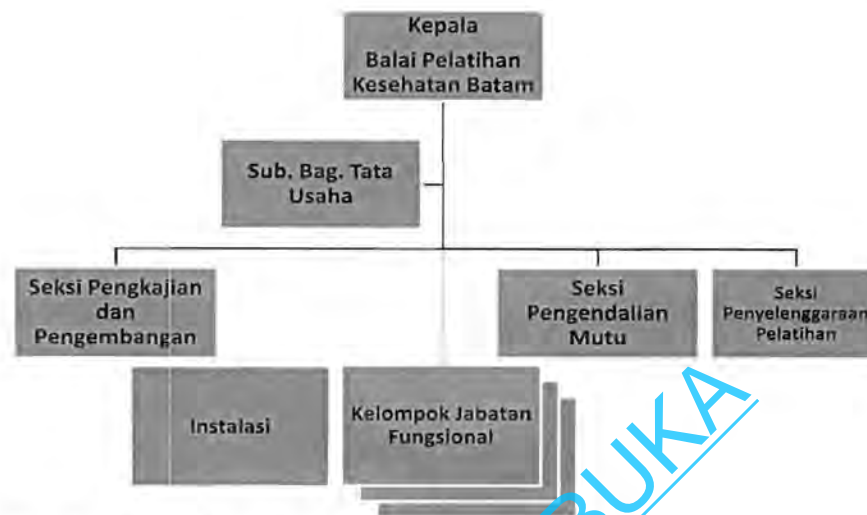 Kepala
Balai Pelatihan
Kesehatan Batam
Sub. Bag. Tata
Usaha
Seksi Pengkajian
dan
Pengembangan
Seksi
Pengendalian
Mutu
Seksi
Penyelenggaraan
Pelatihan
Instalasi
Kelompok Jabatan
Fungsional
BUKA